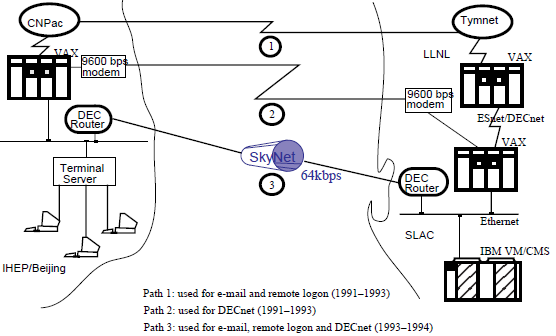 CNPac
Tymnet
VAX
9600 bps
modem
1
LLNL
VAX
9600 bps
modem
2
ESnet/DECnet
DEC
Router
VAX
SkyNet
64kbps
3
Terminal
Server
DEC
Router
Ethernet
SLAC
IHEP/Beijing
IBM VM/CMS
Path 1: used for e-mail and remote logon (1991–1993)
Path 2: used for DECnet (1991–1993)
Path 3: used for e-mail, remote logon and DECnet (1993–1994)